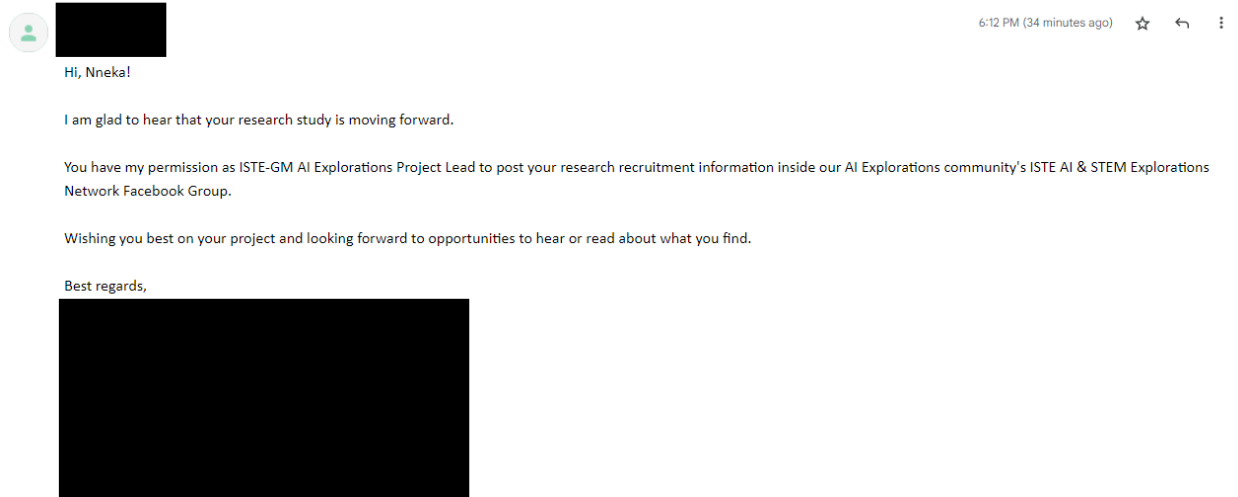 6:12 PM (34 minutes ago)
Hi, Nneka!
I am glad to hear that your research study is moving forward.
You have my permission as ISTE-GM AI Explorations Project Lead to post your research recruitment information inside our AI Explorations community's ISTE AI & STEM Explorations
Network Facebook Group.
Wishing you best on your project and looking forward to opportunities to hear or read about what you find.
Best regards,